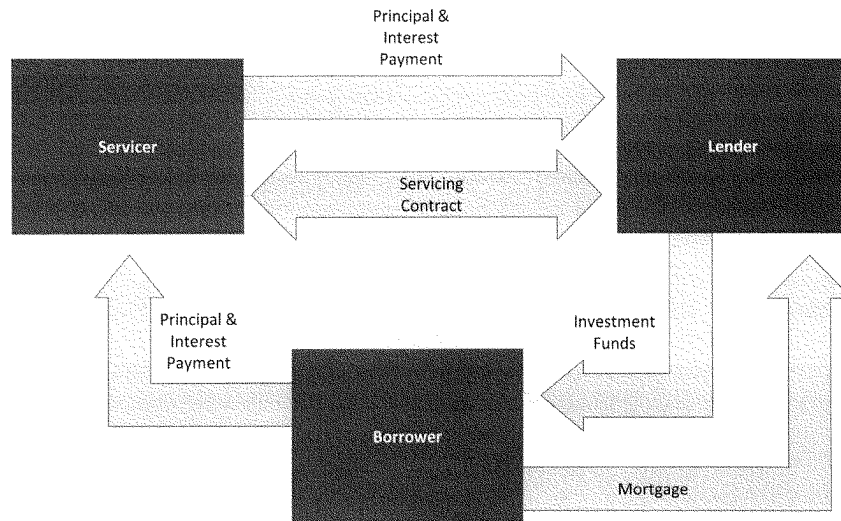 Principal &
Interest
Payment
Servicer
Lender
Servicing
Contract
Principal &
Interest
Payment
Investment
Funds
Borrower
Mortgage